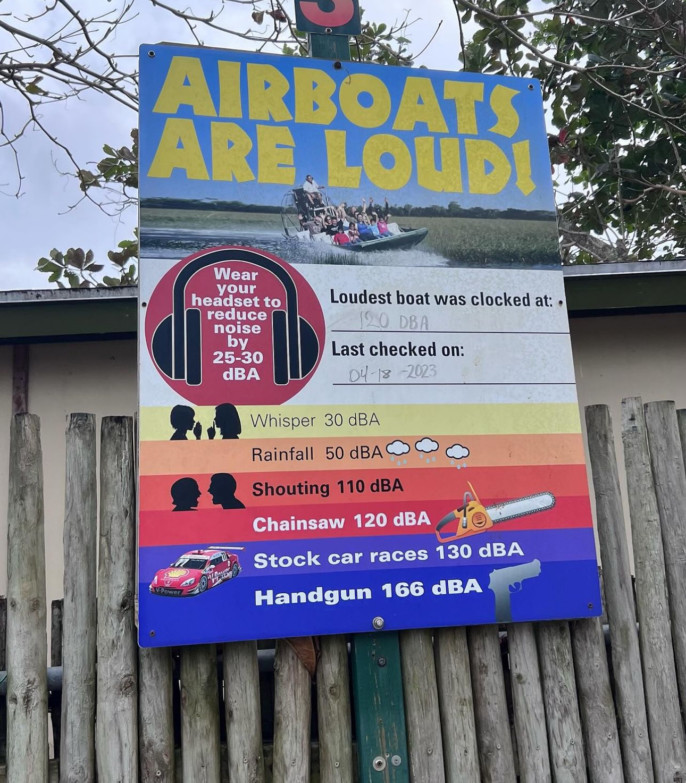 3
AIRBOATS
ARE LOUD!
Wear
your
headset to
reduce
noise
by
25-30
dBA
Loudest boat was clocked at:
120 DBA
Last checked on:
04-18-2023
Whisper 30 dBA
Rainfall 50 dBA
Shouting 110 dBA
Chainsaw 120 dBA
Stock car races 130 dBA
Handgun 166 dBA